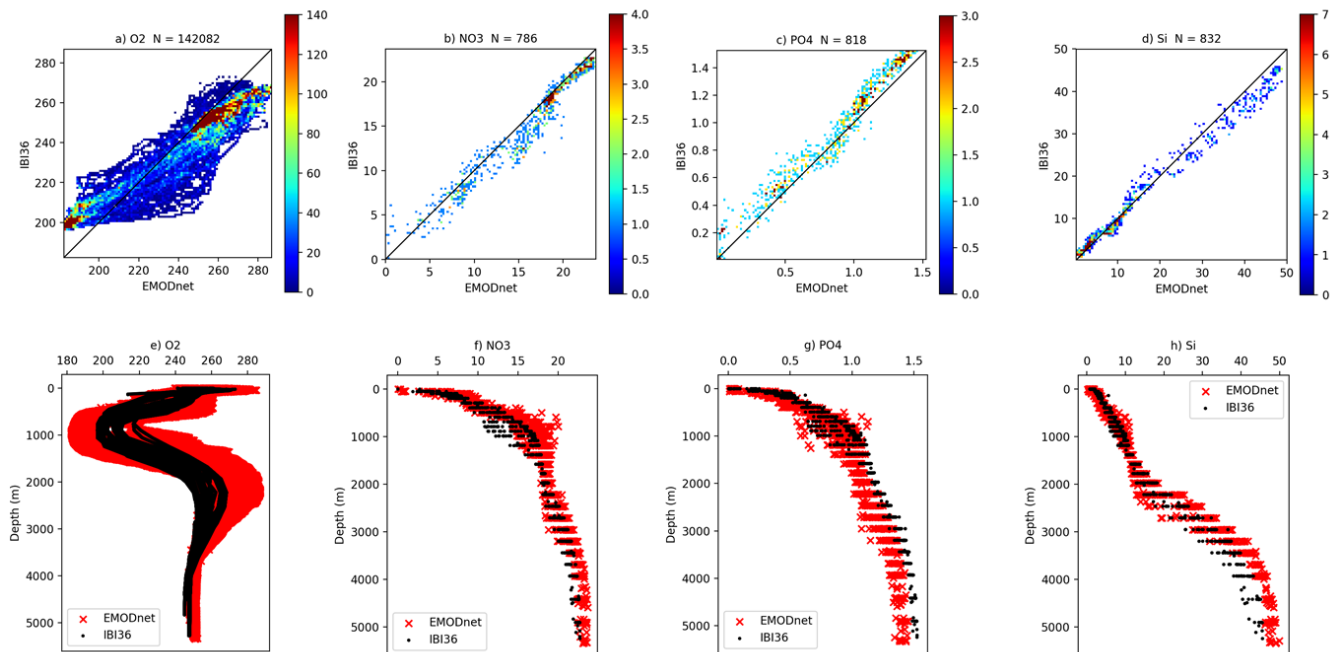 a) O2 N = 142082
280
260
240
220
200
IBI36
200 220 240 260 280
EMODnet
140
120
100
80
60
40
20
0
b) NO3 N = 786
20
15
10
5
0
IBI36
0 5 10 15 20
EMODnet
4.0
3.5
3.0
2.5
2.0
1.5
1.0
0.5
0.0
c) PO4 N = 818
1.4
1.2
1.0
0.8
0.6
0.4
0.2
IBI36
0.5 1.0 1.5
EMODnet
3.0
2.5
2.0
1.5
1.0
0.5
0.0
d) Si N = 832
50
40
30
20
10
IBI36
10 20 30 40 50
EMODnet
7
6
5
4
3
2
1
0
e) O2
180 200 220 240 260 280
0
1000
2000
3000
4000
5000
Depth (m)
EMODnet
IBI36
f) NO3
0 5 10 15 20
0
1000
2000
3000
4000
5000
Depth (m)
EMODnet
IBI36
g) PO4
0.0 0.5 1.0 1.5
0
1000
2000
3000
4000
5000
Depth (m)
EMODnet
IBI36
h) Si
0 10 20 30 40 50
0
1000
2000
3000
4000
5000
Depth (m)
EMODnet
IBI36